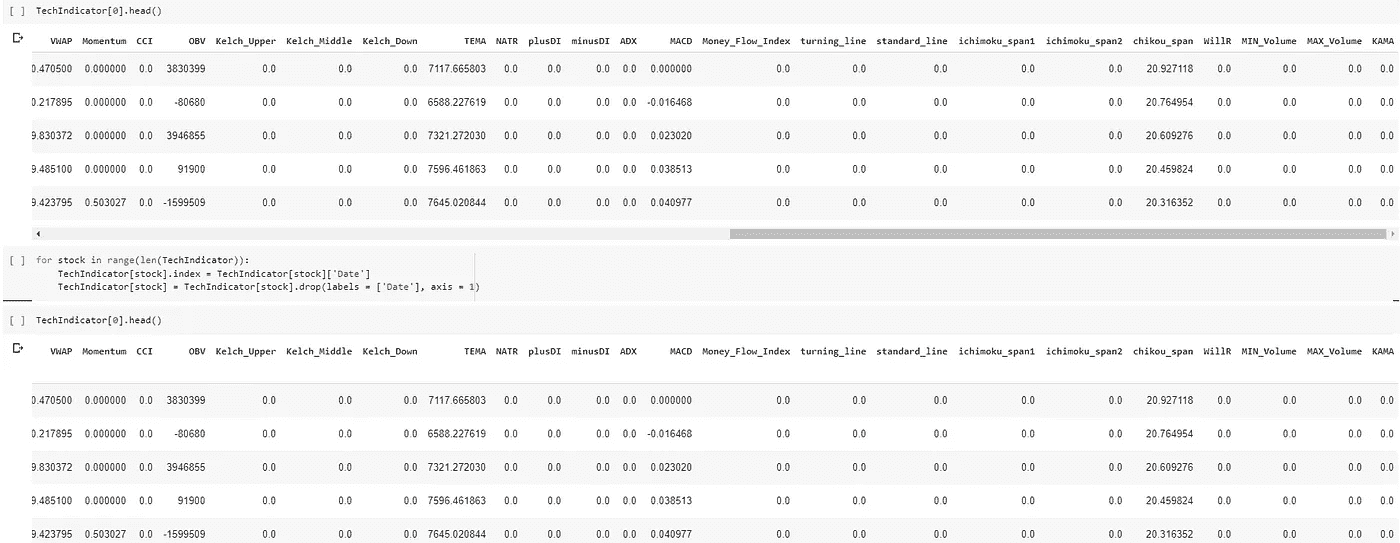 [ ] TechIndicator[0].head()
VWAP Momentum CCI OBV Kelch_Upper Kelch_Middle Kelch_Down TEMA NATR plusDI minusDI ADX MACD Money_Flow_Index turning_line standard_line ichimoku_span1 ichimoku_span2 chikou_span WillR MIN_Volume MAX_Volume KAMA
0.470500 0.000000 0.0 3830399 0.0 0.0 0.0 7117.665803 0.0 0.0 0.0 0.0 0.000000 0.0 0.0 0.0 0.0 0.0 20.927118 0.0 0.0 0.0 0.0
0.217895 0.000000 0.0 -80680 0.0 0.0 0.0 6588.227619 0.0 0.0 0.0 0.0 -0.016468 0.0 0.0 0.0 0.0 0.0 20.764954 0.0 0.0 0.0 0.0
9.830372 0.000000 0.0 3946855 0.0 0.0 0.0 7321.272030 0.0 0.0 0.0 0.0 0.023020 0.0 0.0 0.0 0.0 0.0 20.609276 0.0 0.0 0.0 0.0
9.485100 0.000000 0.0 91900 0.0 0.0 0.0 7596.461863 0.0 0.0 0.0 0.0 0.038513 0.0 0.0 0.0 0.0 0.0 20.459824 0.0 0.0 0.0 0.0
9.423795 0.503027 0.0 -1599509 0.0 0.0 0.0 7645.020844 0.0 0.0 0.0 0.0 0.040977 0.0 0.0 0.0 0.0 0.0 20.316352 0.0 0.0 0.0 0.0
[ ] for stock in range(len(TechIndicator)):
TechIndicator[stock].index = TechIndicator[stock]['Date']
TechIndicator[stock] = TechIndicator[stock].drop(labels = ['Date'], axis = 1)
[ ] TechIndicator[0].head()
VWAP Momentum CCI OBV Kelch_Upper Kelch_Middle Kelch_Down TEMA NATR plusDI minusDI ADX MACD Money_Flow_Index turning_line standard_line ichimoku_span1 ichimoku_span2 chikou_span WillR MIN_Volume MAX_Volume KAMA
0.470500 0.000000 0.0 3830399 0.0 0.0 0.0 7117.665803 0.0 0.0 0.0 0.0 0.000000 0.0 0.0 0.0 0.0 0.0 20.927118 0.0 0.0 0.0 0.0
0.217895 0.000000 0.0 -80680 0.0 0.0 0.0 6588.227619 0.0 0.0 0.0 0.0 -0.016468 0.0 0.0 0.0 0.0 0.0 20.764954 0.0 0.0 0.0 0.0
9.830372 0.000000 0.0 3946855 0.0 0.0 0.0 7321.272030 0.0 0.0 0.0 0.0 0.023020 0.0 0.0 0.0 0.0 0.0 20.609276 0.0 0.0 0.0 0.0
9.485100 0.000000 0.0 91900 0.0 0.0 0.0 7596.461863 0.0 0.0 0.0 0.0 0.038513 0.0 0.0 0.0 0.0 0.0 20.459824 0.0 0.0 0.0 0.0
9.423795 0.503027 0.0 -1599509 0.0 0.0 0.0 7645.020844 0.0 0.0 0.0 0.0 0.040977 0.0 0.0 0.0 0.0 0.0 20.316352 0.0 0.0 0.0 0.0